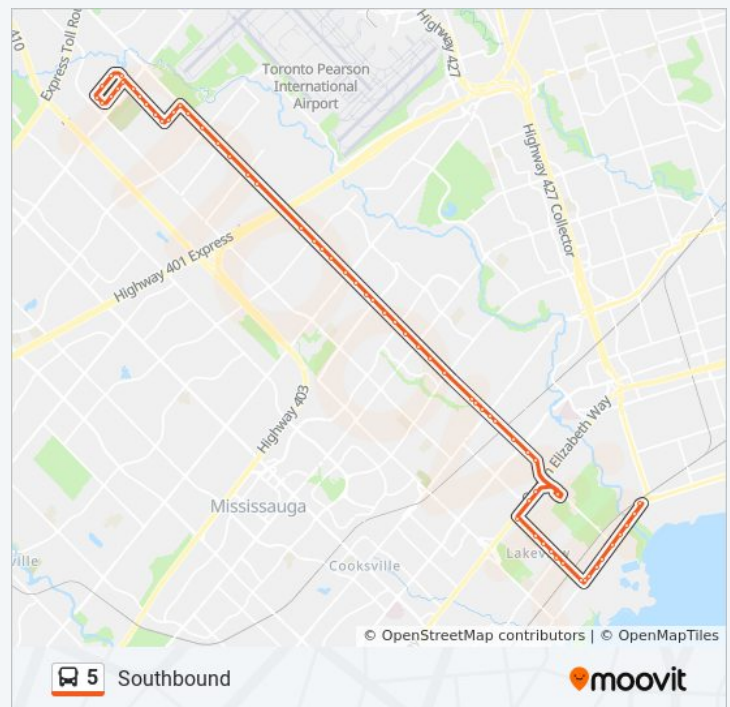 410
Express Toll Rou
Highway 427
Toronto Pearson
International
Airport
Highway 427 Collector
Highway 401 Express
Highway 403
Elizabeth Way
Mississauga
Lakeview
ville
Cooksville
© OpenStreetMap contributors | © OpenMapTiles
5 Southbound
moovit